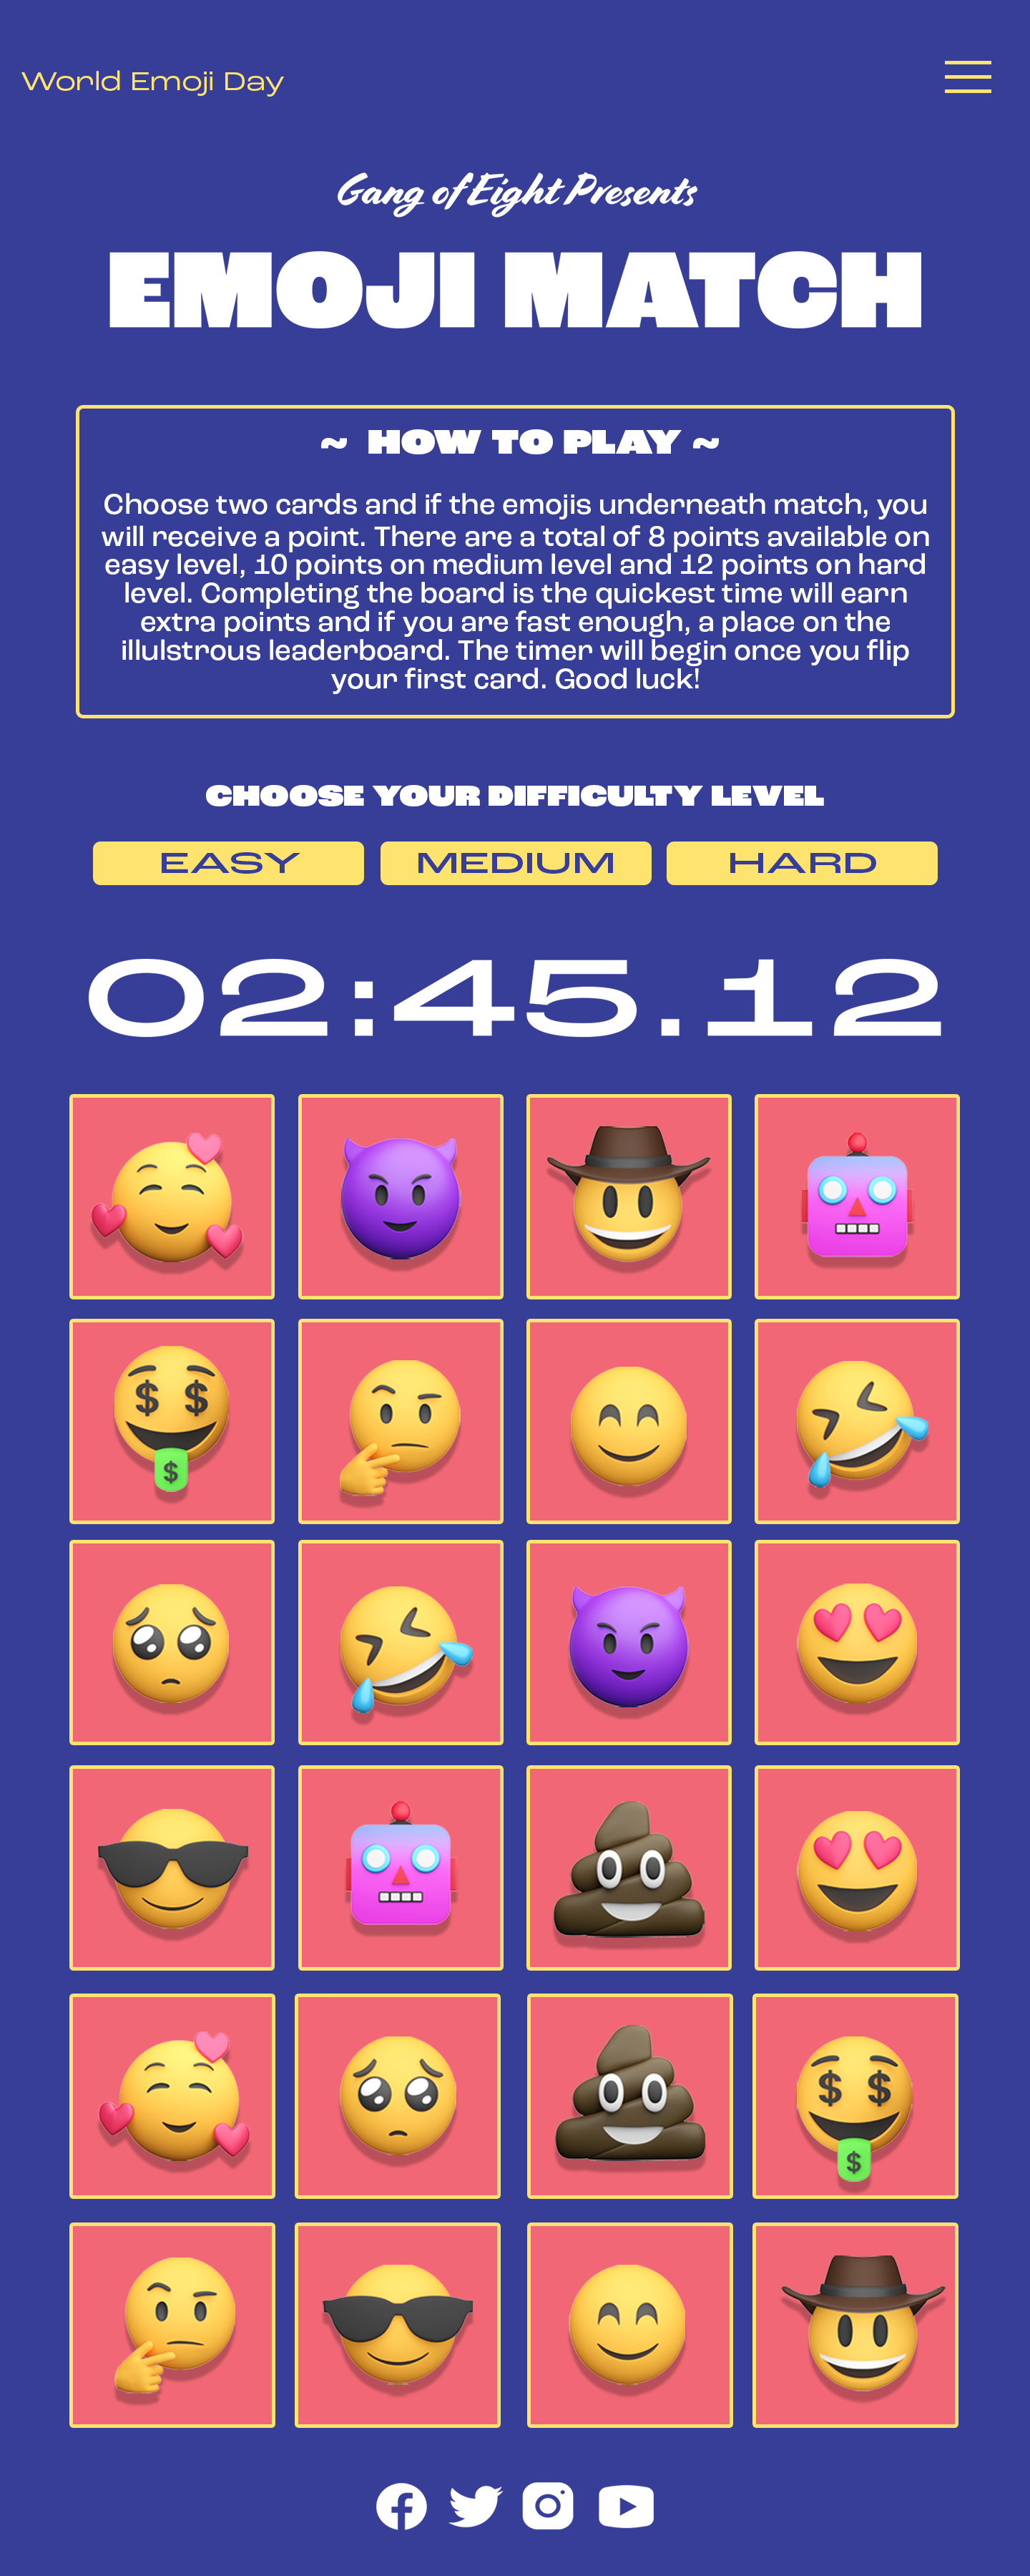 World Emoji Day
Gang of Eight Presents
EMOJI MATCH
~ HOW TO PLAY ~
Choose two cards and if the emojis underneath match, you
will receive a point. There are a total of 8 points available on
easy level, 10 points on medium level and 12 points on hard
level. Completing the board is the quickest time will earn
extra points and if you are fast enough, a place on the
illulstrous leaderboard. The timer will begin once you flip
your first card. Good luck!
CHOOSE YOUR DIFFICULTY LEVEL
EASY MEDIUM HARD
02:45.12
$ $
$
$ $
$